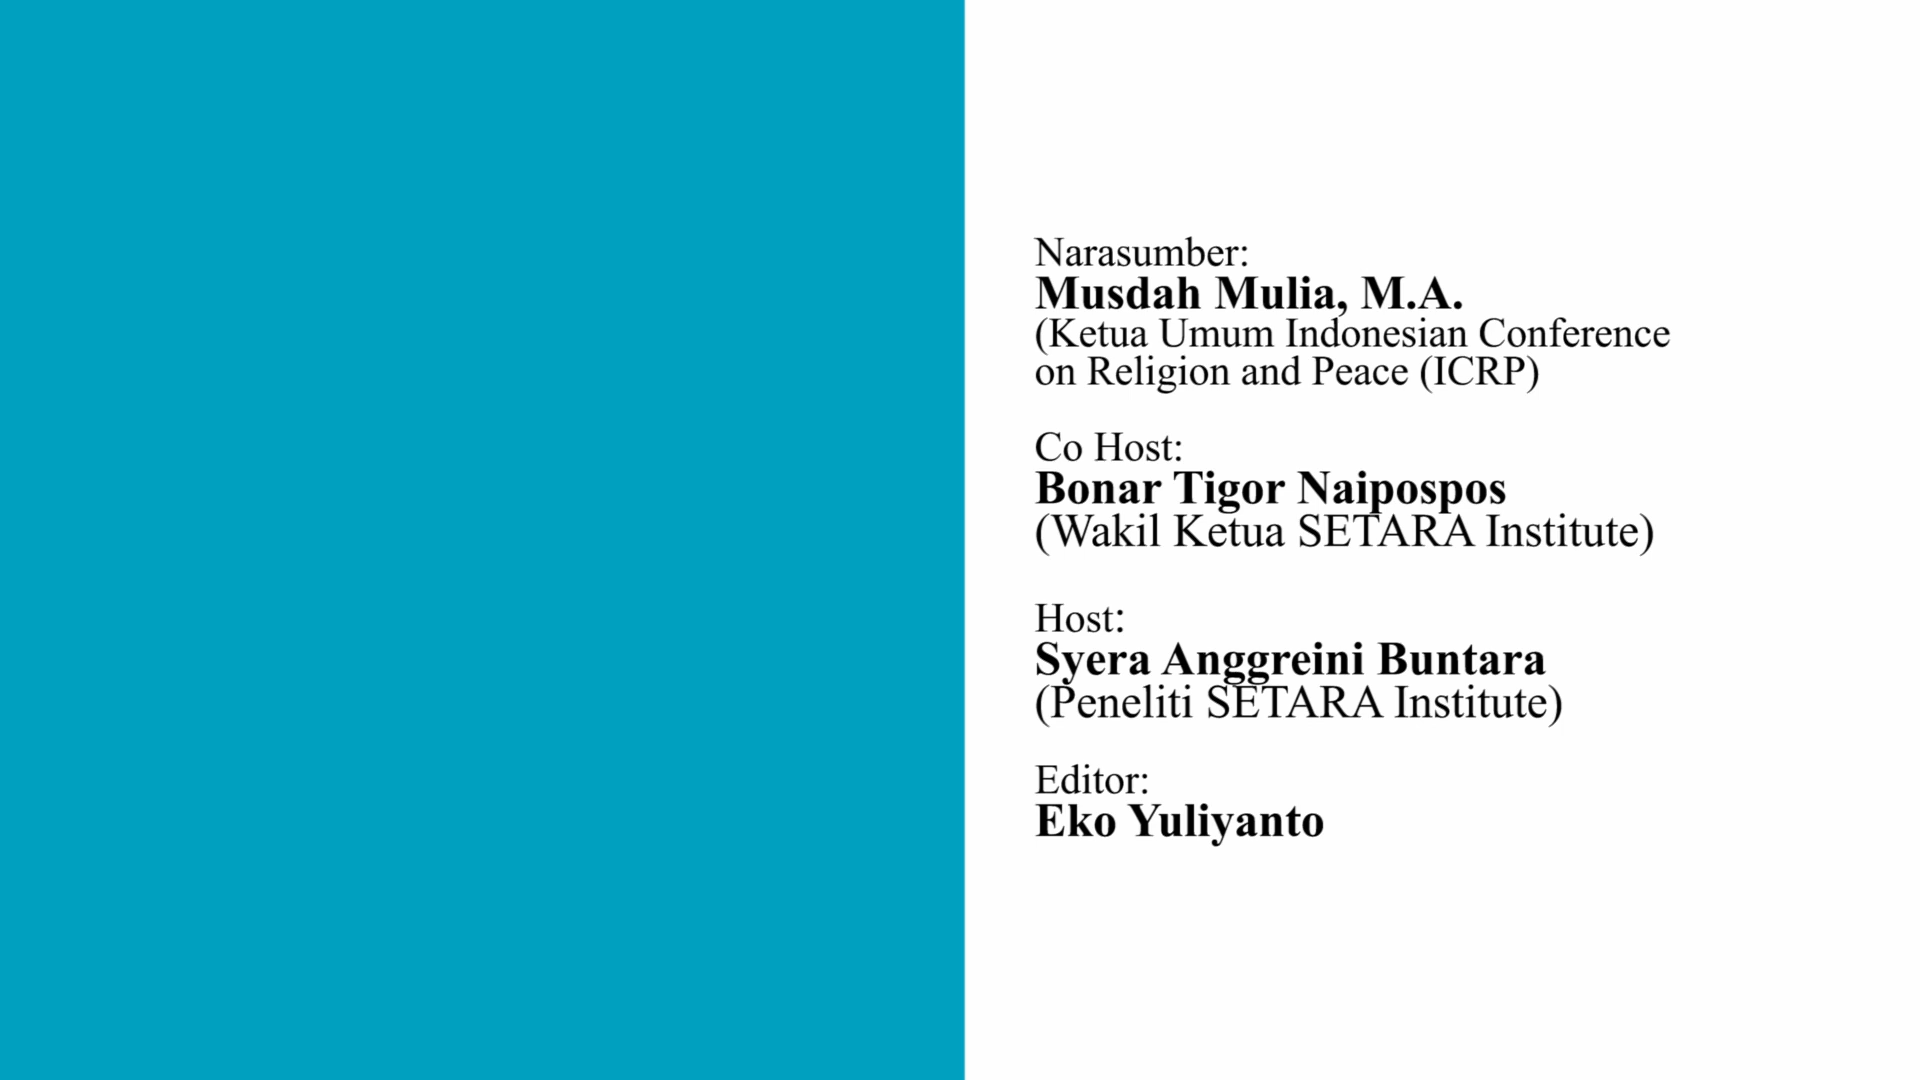 Narasumber:
Musdah Mulia, M.A.
(Ketua Umum Indonesian Conference
on Religion and Peace (ICRP)
Co Host:
Bonar Tigor Naipospos
(Wakil Ketua SETARA Institute)
Host:
Syera Anggreini Buntara
(Peneliti SETARA Institute)
Editor:
Eko Yuliyanto